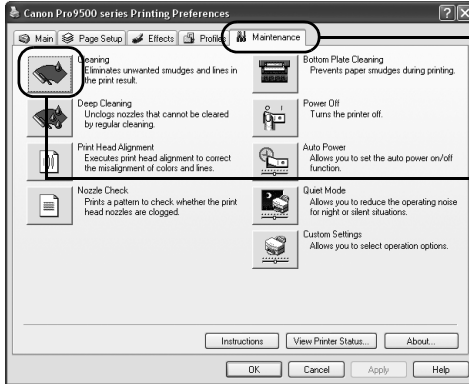 Canon Pro9500 series Printing Preferences
Main Page Setup Effects Profiles Maintenance
Cleaning
Eliminates unwanted smudges and lines in
the print result.
Deep Cleaning
Unclogs nozzles that cannot be cleared
by regular cleaning.
Print Head Alignment
Executes print head alignment to correct
the misalignment of colors and lines.
Nozzle Check
Prints a pattern to check whether the print
head nozzles are clogged.
Bottom Plate Cleaning
Prevents paper smudges during printing.
Power Off
Turns the printer off.
Auto Power
Allows you to set the auto power on/off
function.
Quiet Mode
Allows you to reduce the operating noise
for night or silent situations.
Custom Settings
Allows you to select operation options.
Instructions View Printer Status... About...
OK Cancel Apply Help